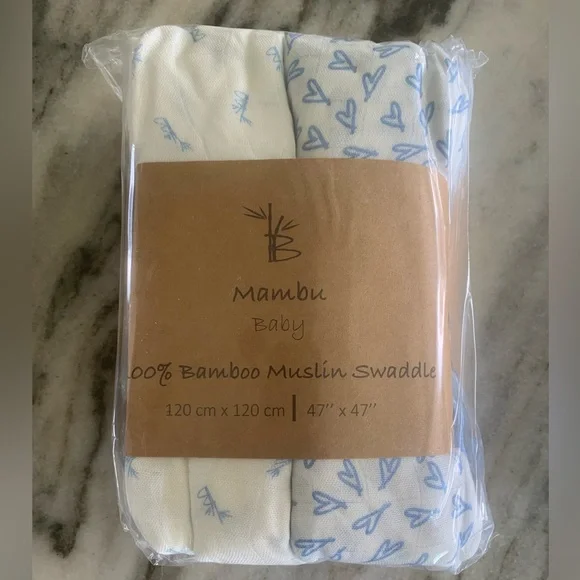 B
Mambu
Baby
00% Bamboo Muslin Swaddle
120 cm x 120 cm | 47'' x 47''